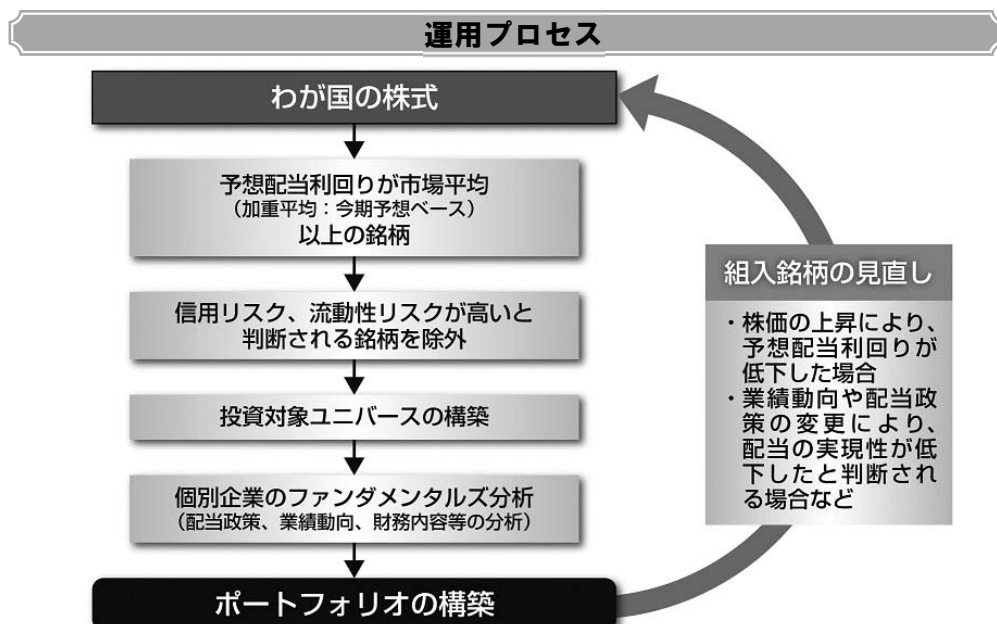 運用プロセス
わが国の株式
予想配当利回りが市場平均
（加重平均：今期予想ベース）
以上の銘柄
信用リスク、流動性リスクが高いと
判断される銘柄を除外
投資対象ユニバースの構築
個別企業のファンダメンタルズ分析
（配当政策、業績動向、財務内容等の分析）
ポートフォリオの構築
組入銘柄の見直し
・株価の上昇により、
予想配当利回りが
低下した場合
・業績動向や配当政
策の変更により、
配当の実現性が低
下したと判断され
る場合など